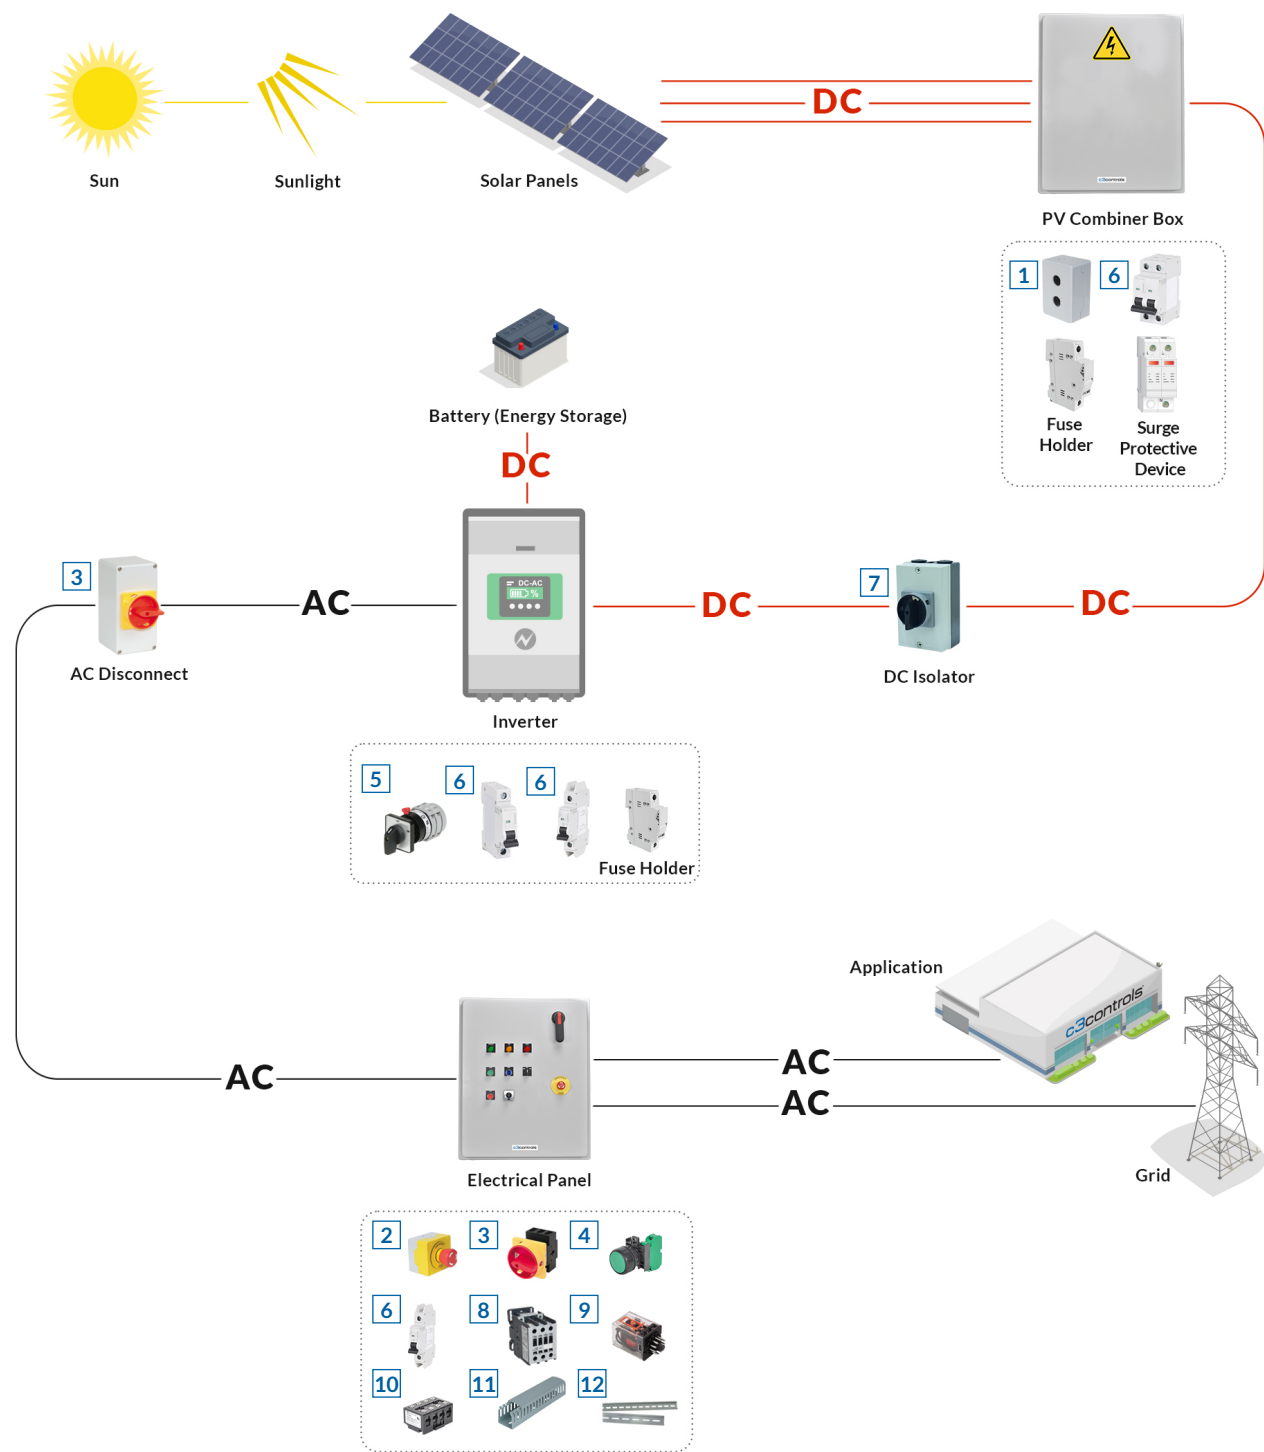 DC
Sun
Sunlight
Solar Panels
c3controls
PV Combiner Box
1
6
Fuse
Holder
Surge
Protective
Device
Battery (Energy Storage)
DC
3
AC
DC-AC
%
DC
7
DC
AC Disconnect
DC Isolator
Inverter
5
6
6
Fuse Holder
Application
c3controls
AC
AC
AC
c3controls
Electrical Panel
Grid
2
3
4
6
8
9
10
11
12